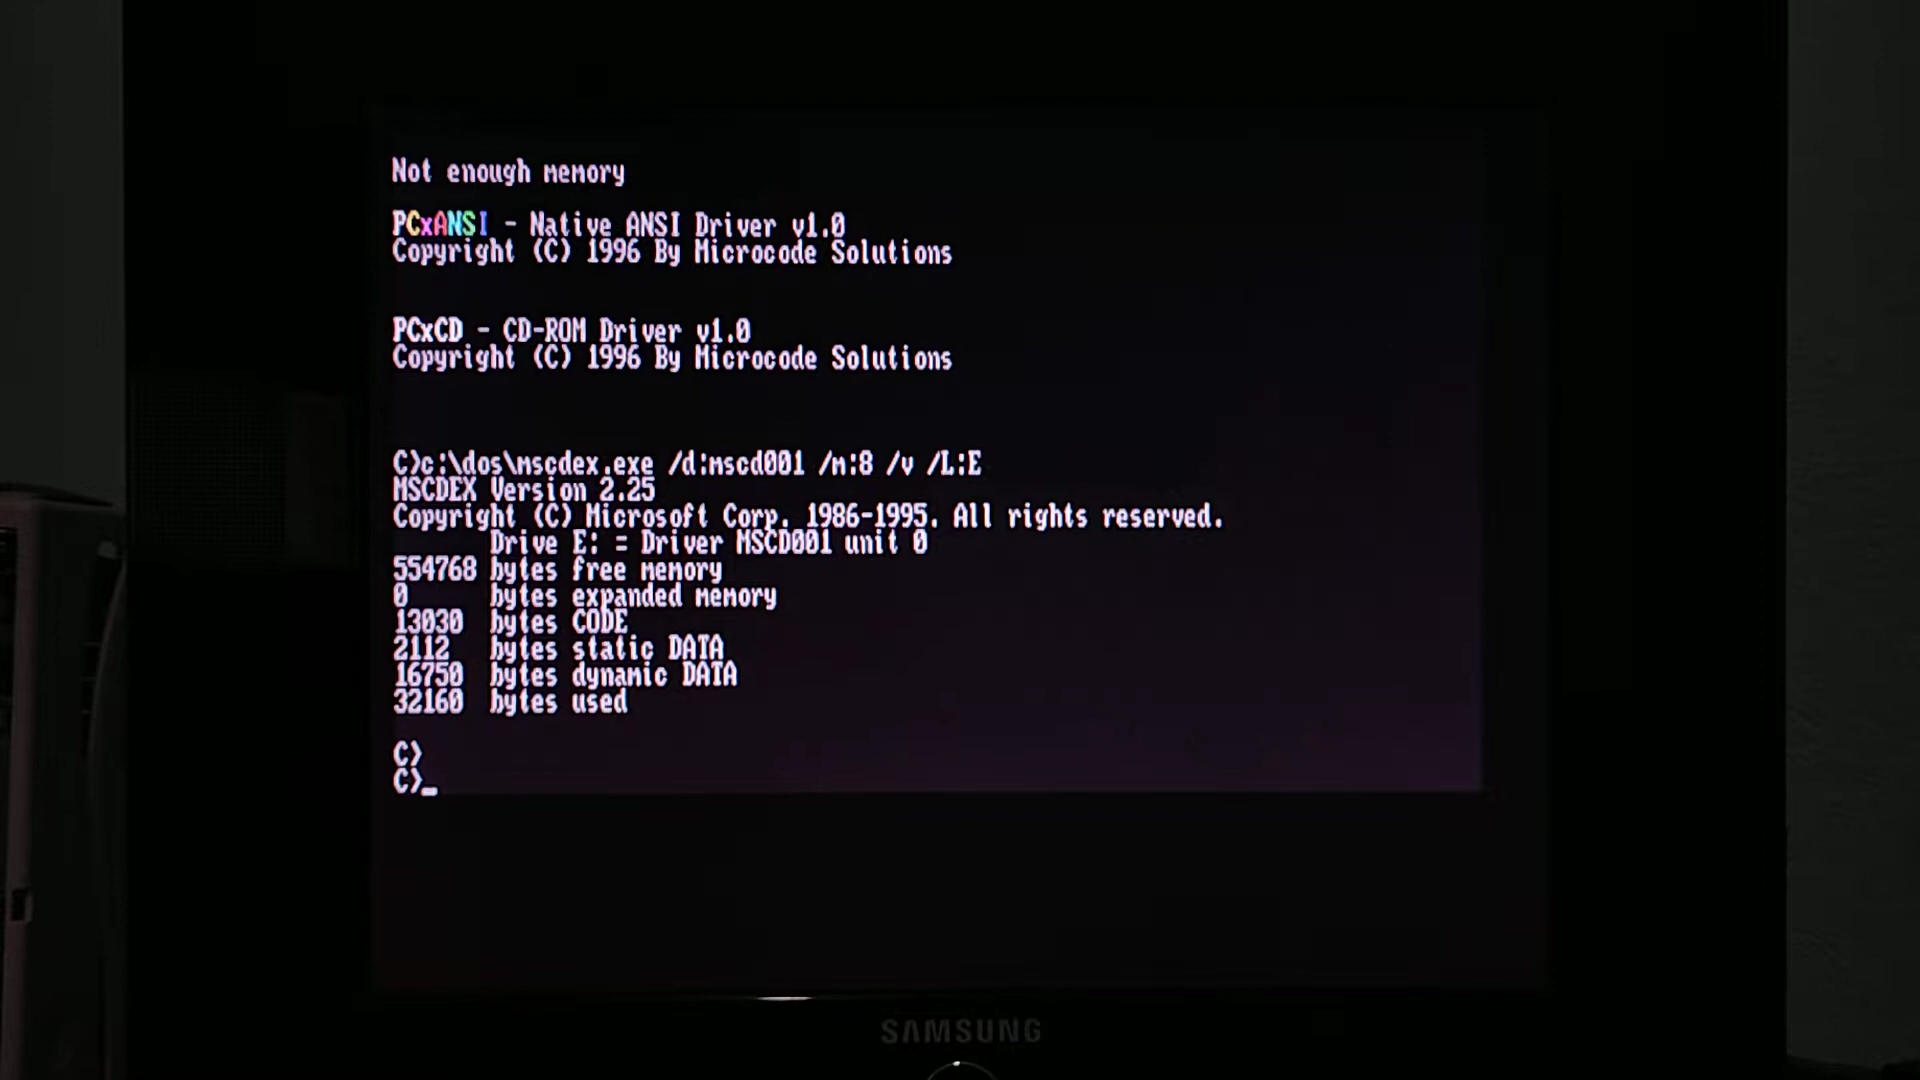 Not enough memory
PCxANSI - Native ANSI Driver v1.0
Copyright (C) 1996 By Microcode Solutions
PCxCD - CD-ROM Driver v1.0
Copyright (C) 1996 By Microcode Solutions
C>c:\dos\mscdex.exe /d:mscd001 /m:8 /v /L:E
MSCDEX Version 2.25
Copyright (C) Microsoft Corp. 1986-1995. All rights reserved.
Drive E: = Driver MSCD001 unit 0
554768 bytes free memory
0 bytes expanded memory
13030 bytes CODE
2112 bytes static DATA
16750 bytes dynamic DATA
32160 bytes used
C>
C>_
SAMSUNG